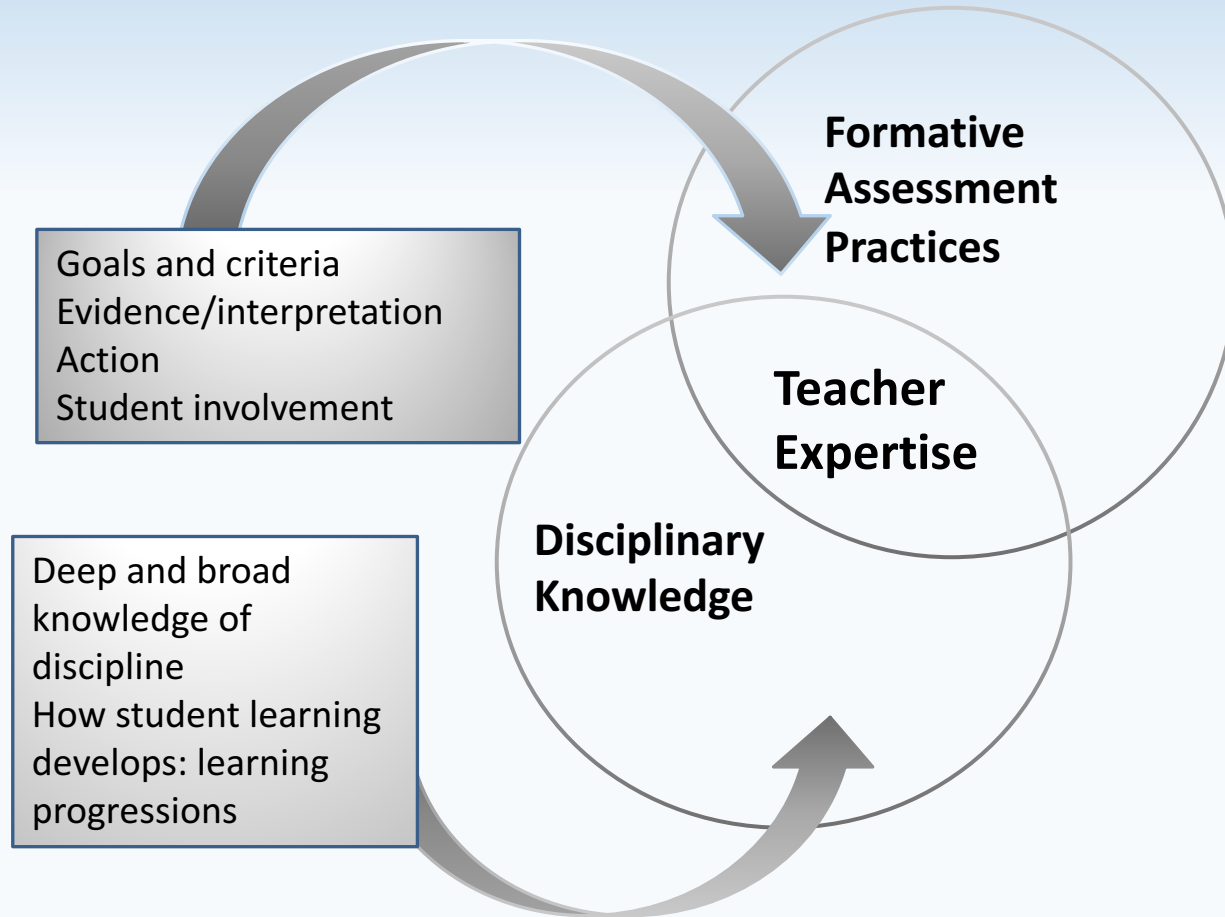 Formative
Assessment
Practices
Goals and criteria
Evidence/interpretation
Action
Student involvement
Teacher
Expertise
Disciplinary
Knowledge
Deep and broad
knowledge of
discipline
How student learning
develops: learning
progressions